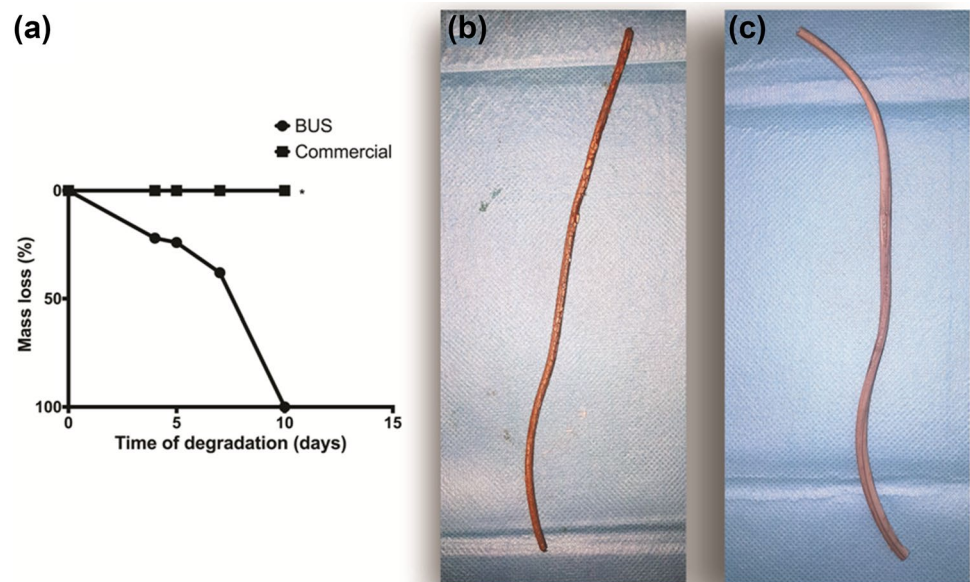 (a)
BUS
Commercial
0
*
50
100
0
5
10
15
Mass loss (%)
Time of degradation (days)
(b)
(c)